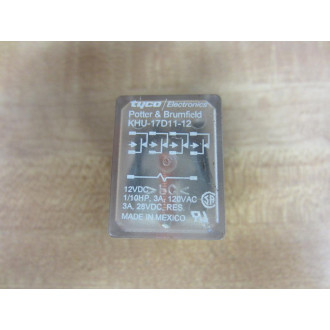 tyco / Electronics
Potter & Brumfield
KHU-17D11-12
12VDC
1/10HP, 3A, 120VAC
3A, 28VDC, RES.
MADE IN MEXICO